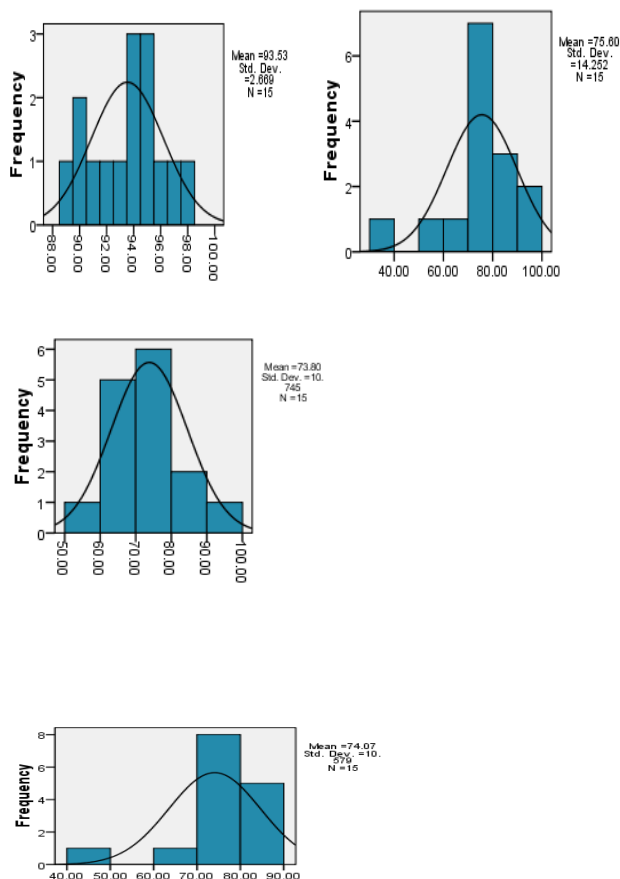 3
2
1
0
Frequency
88.00
90.00
92.00
94.00
96.00
98.00
100.00
Mean =93.53
Std. Dev.
=2.669
N =15
6
4
2
0
Frequency
40.00
60.00
80.00
100.00
Mean =75.60
Std. Dev.
=14.252
N =15
6
5
4
3
2
1
0
Frequency
50.00
60.00
70.00
80.00
90.00
100.00
Mean =73.80
Std. Dev. =10.
745
N =15
8
6
4
2
0
Frequency
40.00 50.00 60.00 70.00 80.00 90.00
Mean =74.07
Std. Dev. =10.
579
N =15